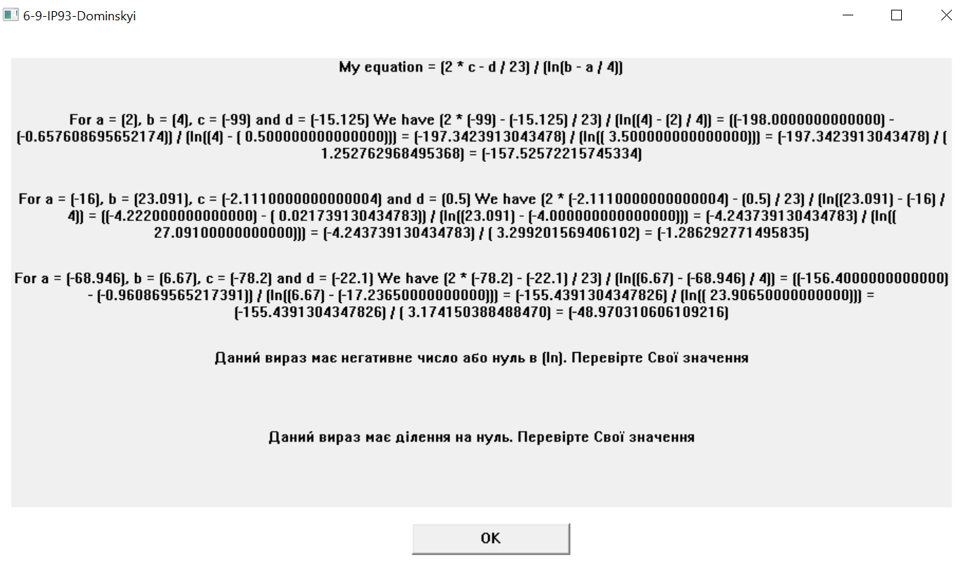 6-9-IP93-Dominskyi
My equation = (2 * c - d / 23) / (ln(b - a / 4))
For a = (2), b = (4), c = (-99) and d = (-15.125) We have (2 * (-99) - (-15.125) / 23) / (ln((4) - (2) / 4)) = ((-198.0000000000000) -
(-0.657608695652174)) / (ln((4) - ( 0.500000000000000))) = (-197.3423913043478) / (ln(( 3.500000000000000))) = (-197.3423913043478) / (
1.252762968495368) = (-157.52572215745334)
For a = (-16), b = (23.091), c = (-2.1110000000000004) and d = (0.5) We have (2 * (-2.1110000000000004) - (0.5) / 23) / (ln((23.091) - (-16) /
4)) = ((-4.222000000000000) - ( 0.021739130434783)) / (ln((23.091) - (-4.000000000000000))) = (-4.243739130434783) / (ln((
27.09100000000000))) = (-4.243739130434783) / ( 3.299201569406102) = (-1.286292771495835)
For a = (-68.946), b = (6.67), c = (-78.2) and d = (-22.1) We have (2 * (-78.2) - (-22.1) / 23) / (ln((6.67) - (-68.946) / 4)) = ((-156.4000000000000)
- (-0.960869565217391)) / (ln((6.67) - (-17.23650000000000))) = (-155.4391304347826) / (ln(( 23.90650000000000))) =
(-155.4391304347826) / ( 3.174150388488470) = (-48.970310606109216)
Даний вираз має негативне число або нуль в (ln). Перевірте Свої значення
Даний вираз має ділення на нуль. Перевірте Свої значення
OK